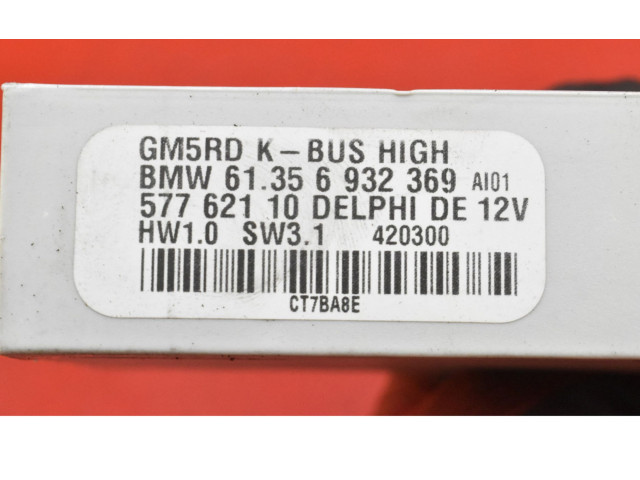 GM5RD K-BUS HIGH
BMW 61.35 6 932 369 AI01
577 621 10 DELPHI DE 12V
HW1.0 SW3.1 420300
CT7BA8E